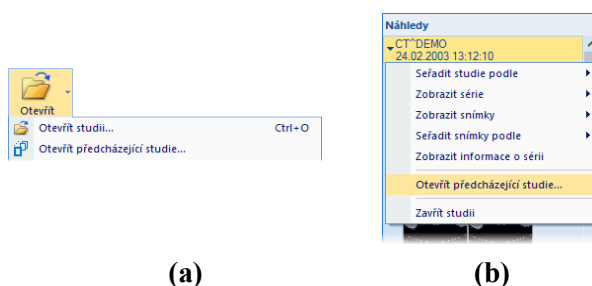 Otevřít
Otevřít studii... Ctrl+O
Otevřít předcházející studie...
(a)
Náhledy
CT^DEMO
24.02.2003 13:12:10
Seřadit studie podle
Zobrazit série
Zobrazit snímky
Seřadit snímky podle
Zobrazit informace o sérii
Otevřít předcházející studie...
Zavřít studii
(b)